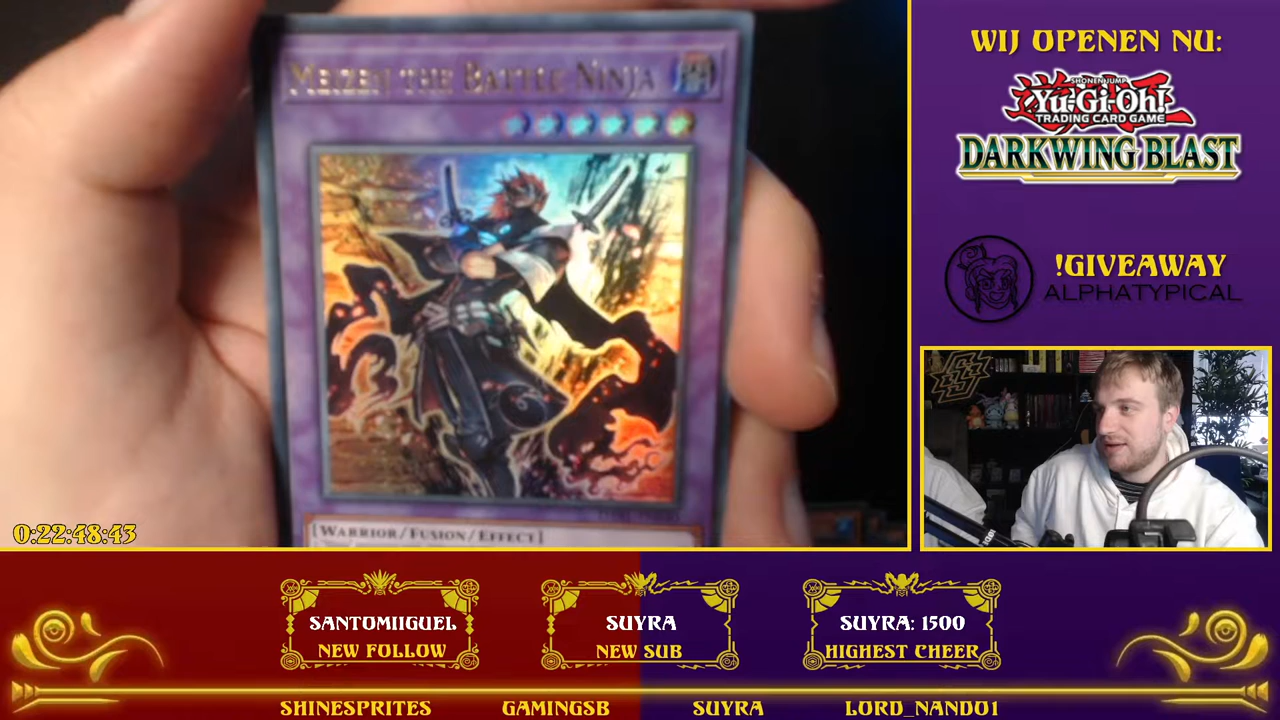 Meizen the Battle Ninja
[Warrior/Fusion/Effect]
0:22:48:43
WIJ OPENEN NU:
SHONEN JUMP
Yu-Gi-Oh!
TRADING CARD GAME
DARKWING BLAST
!GIVEAWAY
ALPHATYPICAL
SANTOMIIGUEL
NEW FOLLOW
SUYRA
NEW SUB
SUYRA: 1500
HIGHEST CHEER
SHINESPRITES
GAMINGSB
SUYRA
LORD_NANDO1